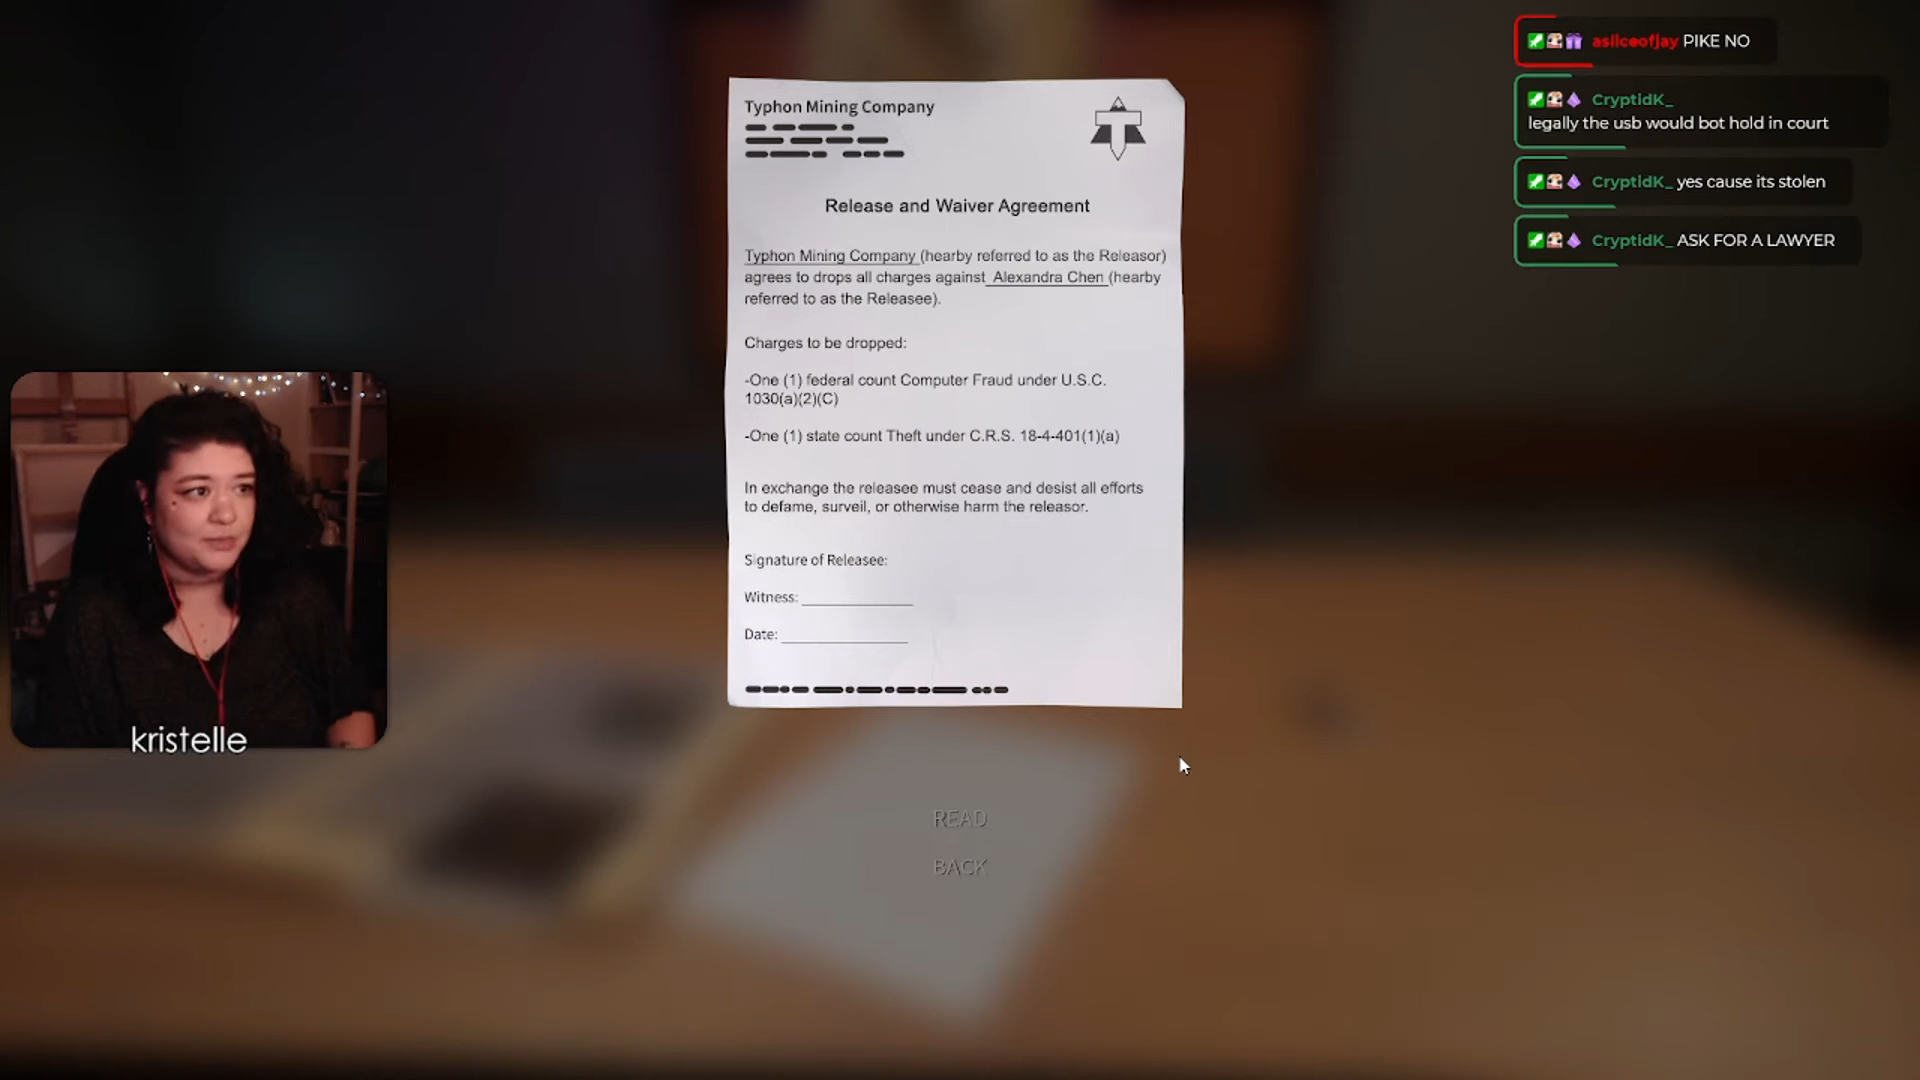 Typhon Mining Company
Release and Waiver Agreement
Typhon Mining Company (hearby referred to as the Releasor)
agrees to drops all charges against Alexandra Chen (hearby
referred to as the Releasee).
Charges to be dropped:
-One (1) federal count Computer Fraud under U.S.C.
1030(a)(2)(C)
-One (1) state count Theft under C.R.S. 18-4-401(1)(a)
In exchange the releasee must cease and desist all efforts
to defame, surveil, or otherwise harm the releasor.
Signature of Releasee:
Witness:
Date:
READ
BACK
kristelle
asliceofjay PIKE NO
CryptidK_
legally the usb would bot hold in court
CryptidK_ yes cause its stolen
CryptidK_ ASK FOR A LAWYER